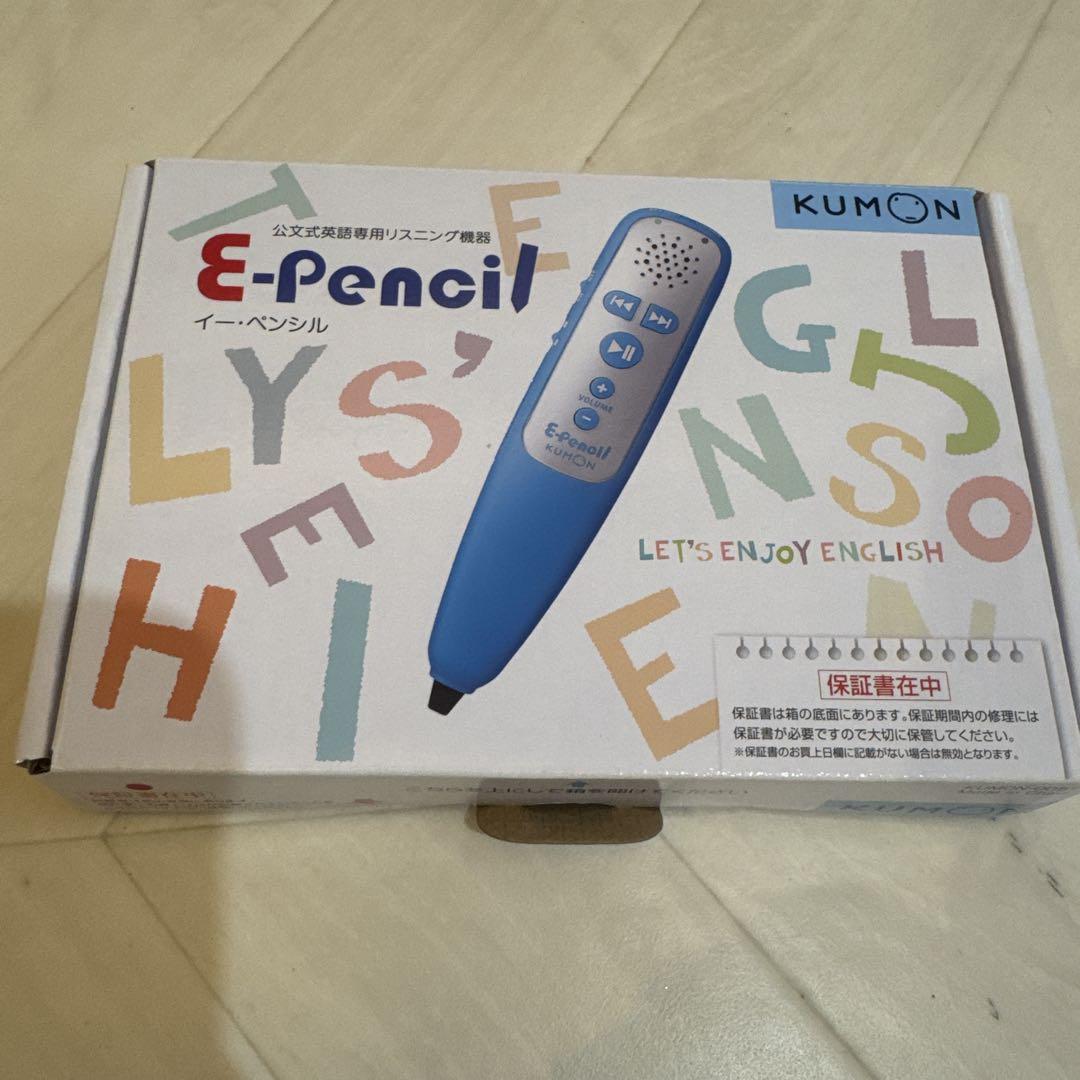 KUMON
公文式英語専用リスニング機器
E-Pencil
イー・ペンシル
VOLUME
E-Pencil
KUMON
LET'S ENJOY ENGLISH
保証書在中
保証書は箱の底面にあります。保証期間内の修理には
保証書が必要ですので大切に保管してください。
※保証書のお買上日欄に記載がない場合は無効となります。
KUMON